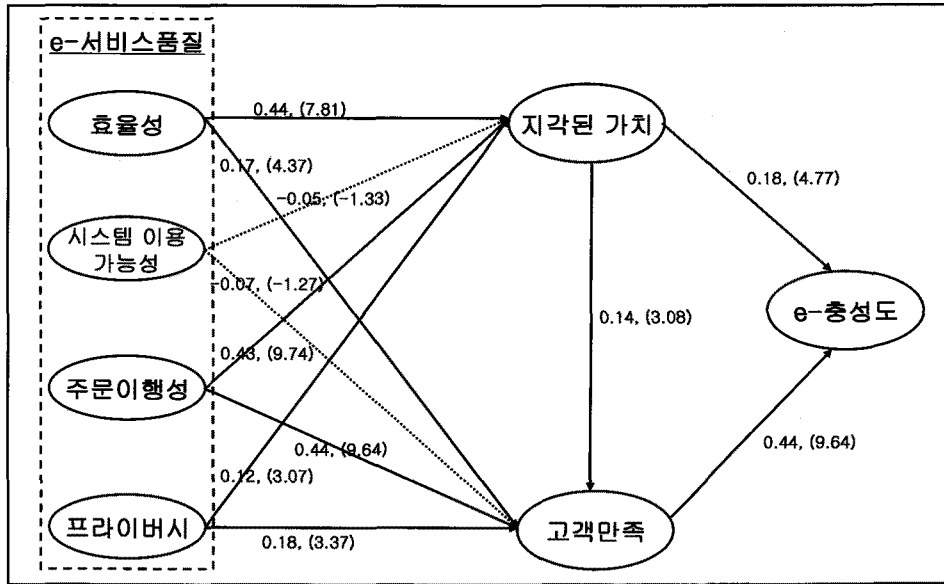 e-서비스품질
효율성
시스템 이용
가능성
주문이행성
프라이버시
지각된 가치
고객만족
e-충성도
0.44, (7.81)
0.17, (4.37)
-0.05, (-1.33)
-0.07, (-1.27)
0.43, (9.74)
0.44, (9.64)
0.12, (3.07)
0.18, (3.37)
0.14, (3.08)
0.18, (4.77)
0.44, (9.64)